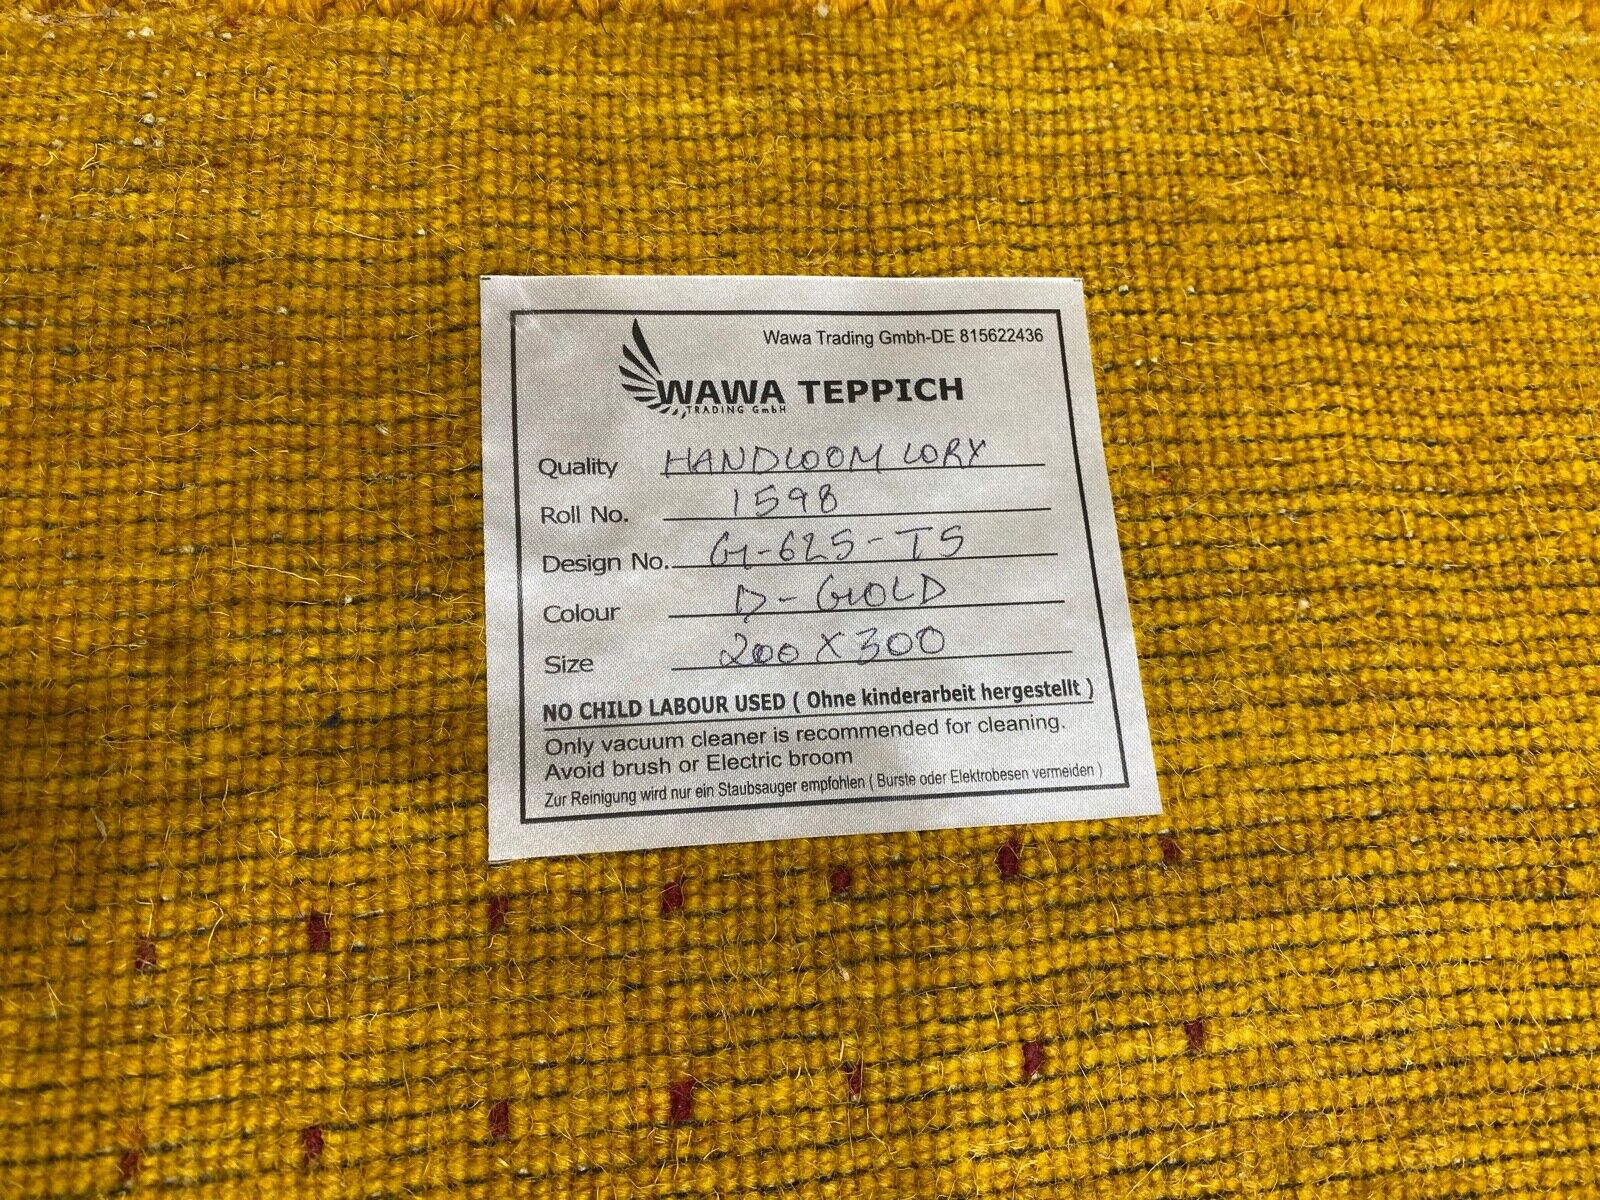 Wawa Trading Gmbh-DE 815622436
WAWA TEPPICH
TRADING GmbH
Quality HANDLOOM LORY
Roll No. 1598
Design No. G-625-TS
Colour D-GOLD
Size 200 X 300
NO CHILD LABOUR USED ( Ohne kinderarbeit hergestellt )
Only vacuum cleaner is recommended for cleaning.
Avoid brush or Electric broom
Zur Reinigung wird nur ein Staubsauger empfohlen ( Burste oder Elektrobesen vermeiden )